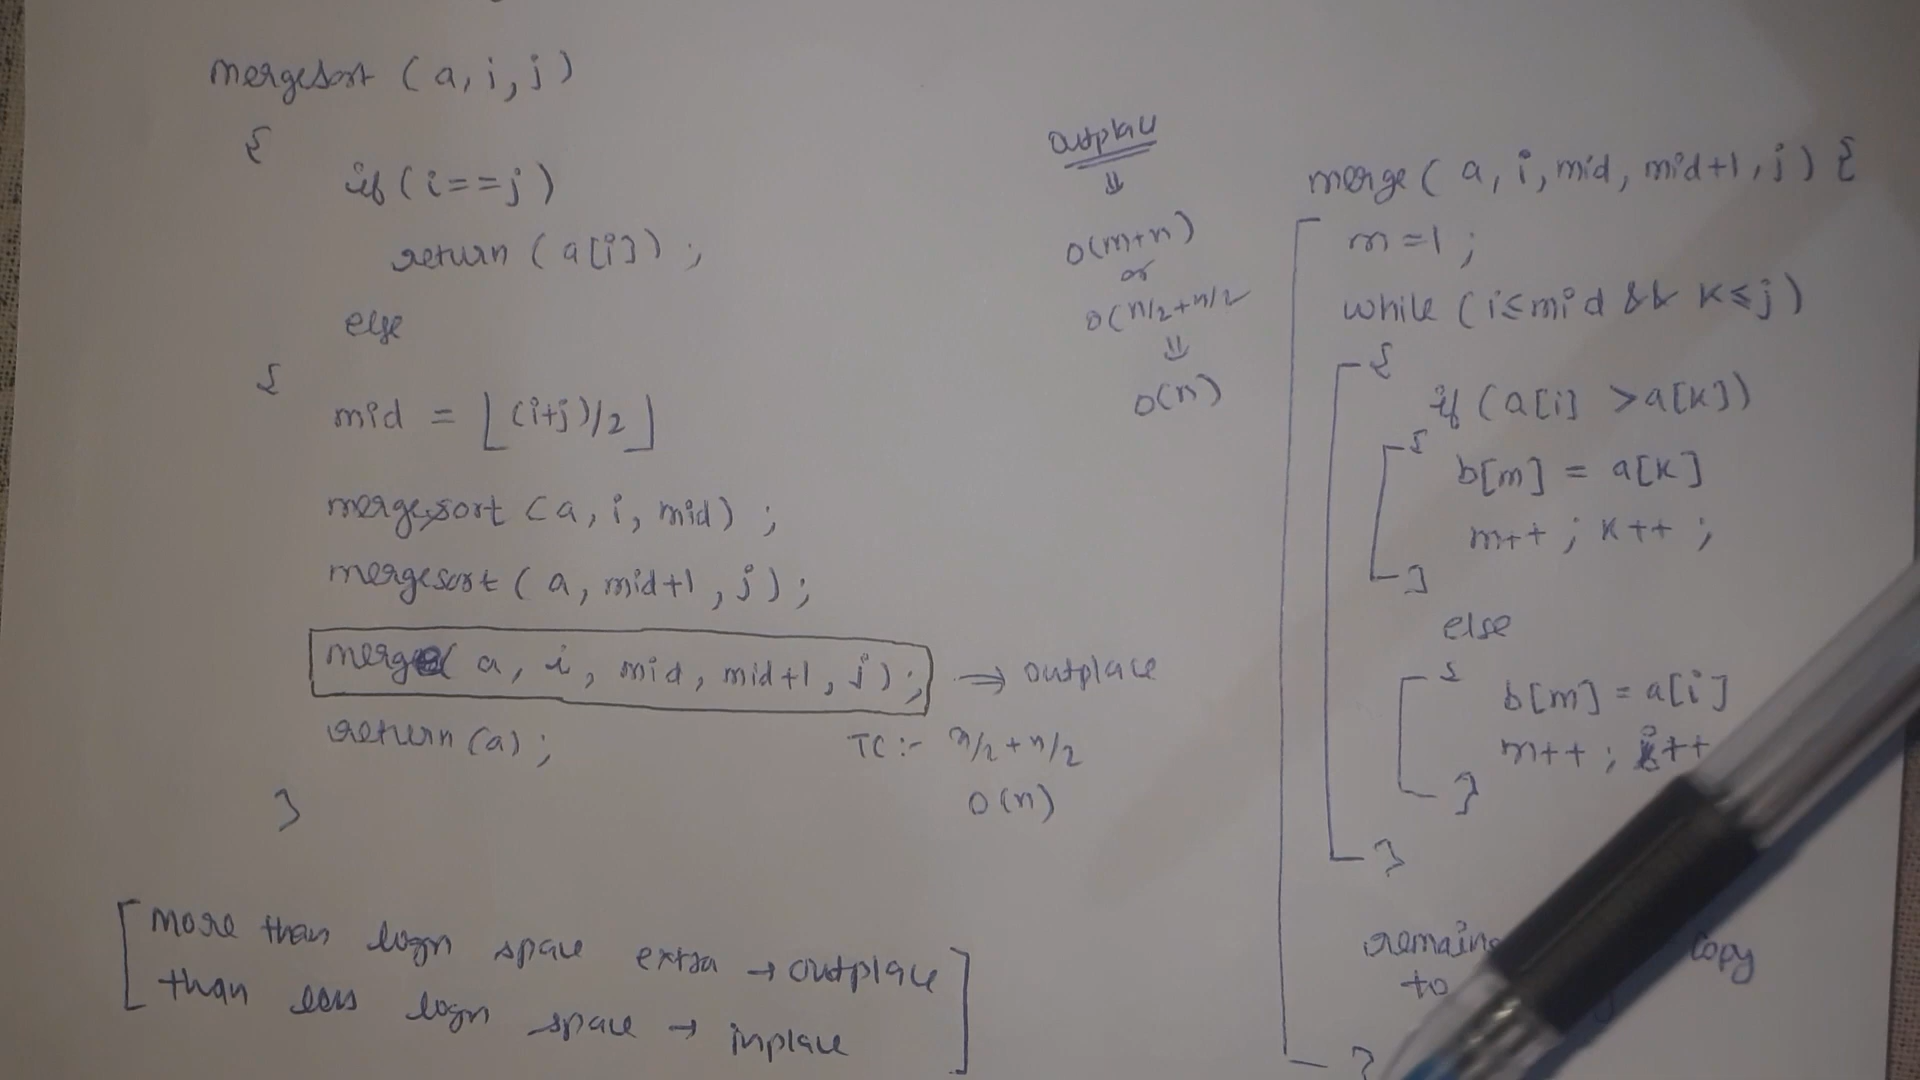 mergesort (a, i, j)
{
if (i==j)
return (a[i]);
else
{
mid = ⌊(i+j)/2⌋
mergesort (a, i, mid) ;
mergesort (a, mid+1, j);
merge( a, i, mid, mid+1, j); → outplace
return (a);
TC :- n/2 + n/2
O(n)
}
[more than logn space extra → outplace
than less logn space → inplace]
outplace
⇓
O(m+n)
or
O(n/2+n/2
⇓
O(n)
merge( a, i, mid, mid+1, j) {
m=1;
while (i≤mid && k≤j)
{
if (a[i] >a[k])
{
b[m] = a[k]
m++ ; k++ ;
}
else
{
b[m] = a[i]
m++ ; i++
}
}
copy
to
}